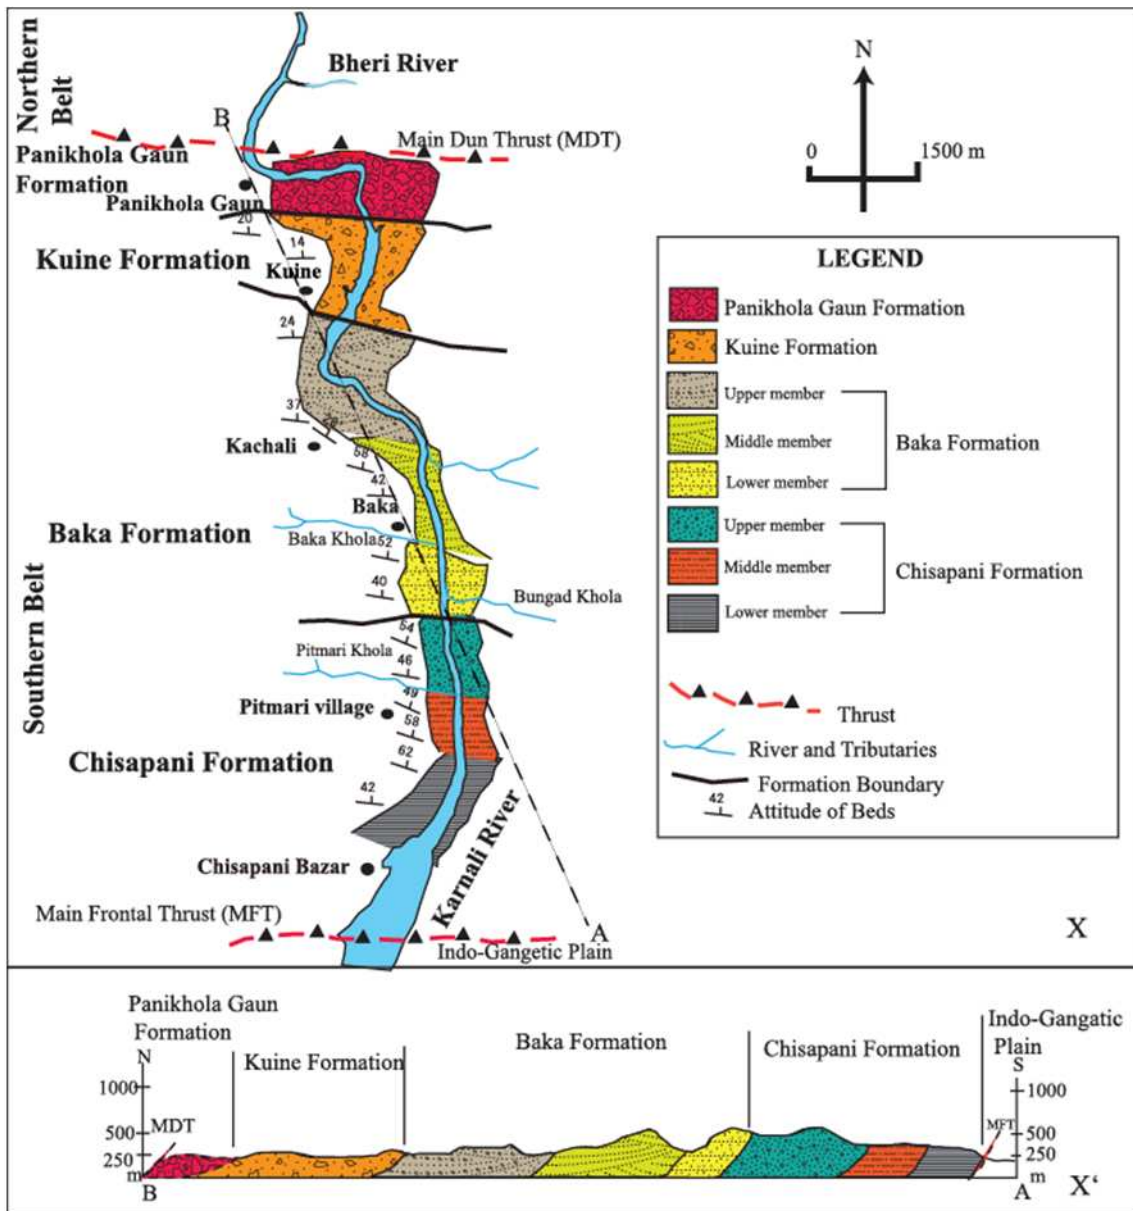 Northern
Belt
Bheri River
B
Main Dun Thrust (MDT)
Panikhola Gaun
Formation
Panikhola Gaun
20
14
Kuine Formation
Kuine
24
37
28
Kachali
58
42
Baka
Baka Formation
Baka Khola
52
40
Bungad Khola
54
Pitmari Khola
46
49
Pitmari village
58
62
Chisapani Formation
42
Southern Belt
Chisapani Bazar
Karnali River
Main Frontal Thrust (MFT)
A
Indo-Gangetic Plain
N
0
1500 m
LEGEND
Panikhola Gaun Formation
Kuine Formation
Upper member
Middle member
Baka Formation
Lower member
Upper member
Middle member
Chisapani Formation
Lower member
Thrust
River and Tributaries
Formation Boundary
42
Attitude of Beds
X
Panikhola Gaun
Formation
N
Kuine Formation
Baka Formation
Chisapani Formation
Indo-Gangatic
Plain
S
1000
1000
MDT
MFT
500
500
250
250
m
m
B
A
X‘